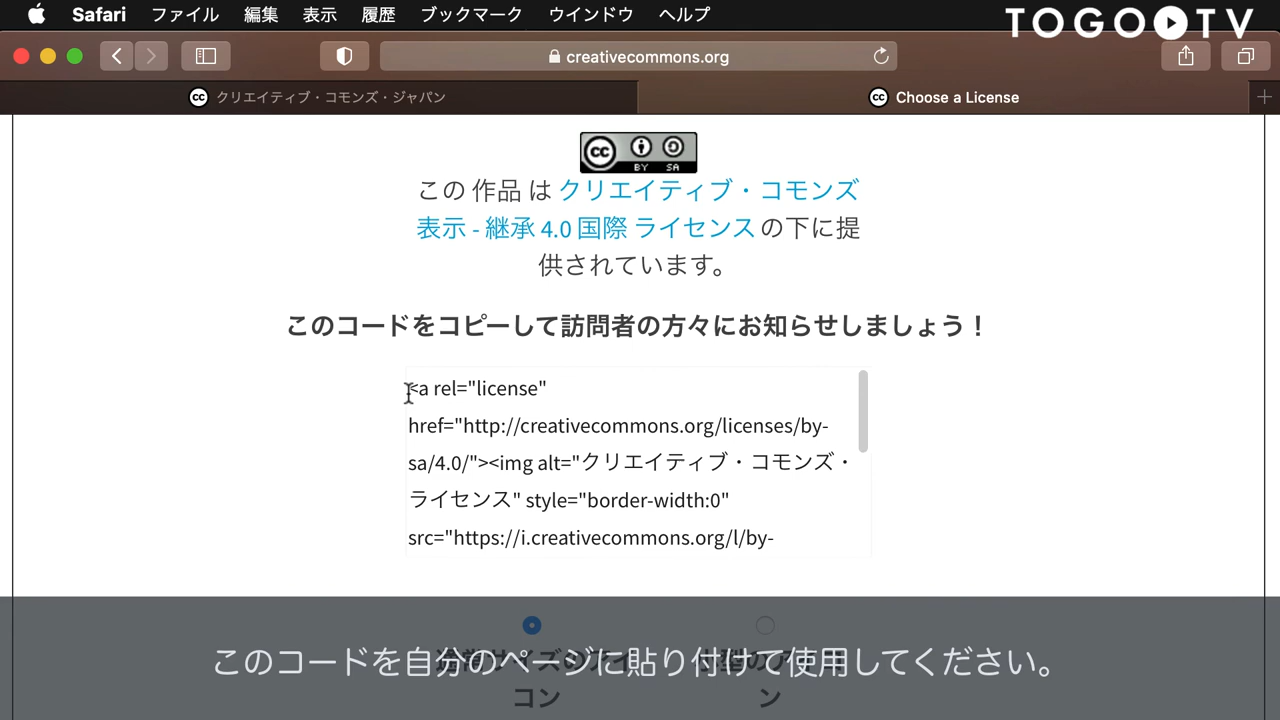 Safari ファイル 編集 表示 履歴 ブックマーク ウインドウ ヘルプ
TOGO TV
creativecommons.org
cc クリエイティブ・コモンズ・ジャパン
cc Choose a License
cc BY SA
この 作品 は クリエイティブ・コモンズ
表示 - 継承 4.0 国際 ライセンス の下に提
供されています。
このコードをコピーして訪問者の方々にお知らせしましょう！
<a rel="license"
href="http://creativecommons.org/licenses/by-
sa/4.0/"><img alt="クリエイティブ・コモンズ・
ライセンス" style="border-width:0"
src="https://i.creativecommons.org/l/by-
このコードを自分のページに貼り付けて使用してください。
コン
ン